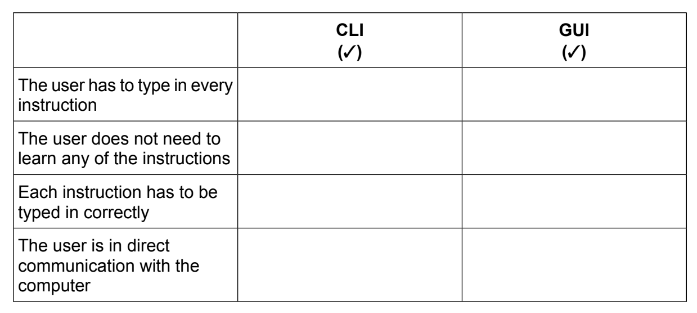 CLI
(✓)
GUI
(✓)
The user has to type in every
instruction
The user does not need to
learn any of the instructions
Each instruction has to be
typed in correctly
The user is in direct
communication with the
computer